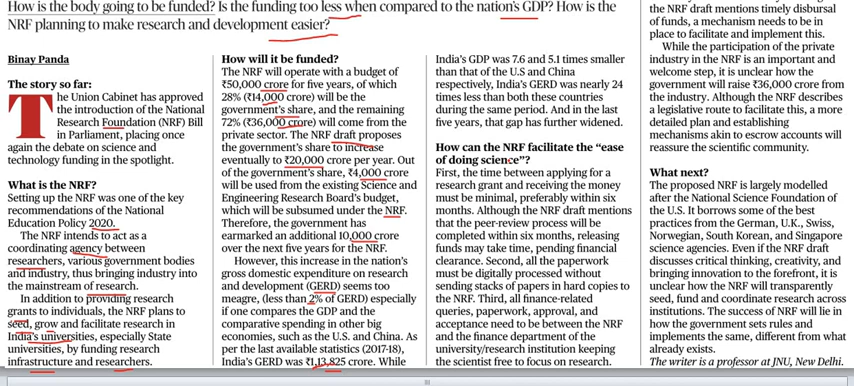 How is the body going to be funded? Is the funding too less when compared to the nation's GDP? How is the
NRF planning to make research and development easier?
Binay Panda
The story so far:
The Union Cabinet has approved
the introduction of the National
Research Foundation (NRF) Bill
in Parliament, placing once
again the debate on science and
technology funding in the spotlight.
What is the NRF?
Setting up the NRF was one of the key
recommendations of the National
Education Policy 2020.
The NRF intends to act as a
coordinating agency between
researchers, various government bodies
and industry, thus bringing industry into
the mainstream of research.
In addition to providing research
grants to individuals, the NRF plans to
seed, grow and facilitate research in
India's universities, especially State
universities, by funding research
infrastructure and researchers.
How will it be funded?
The NRF will operate with a budget of
₹50,000 crore for five years, of which
28% (₹14,000 crore) will be the
government's share, and the remaining
72% (₹36,000 crore) will come from the
private sector. The NRF draft proposes
the government's share to increase
eventually to ₹20,000 crore per year. Out
of the government's share, ₹4,000 crore
will be used from the existing Science and
Engineering Research Board's budget,
which will be subsumed under the NRF.
Therefore, the government has
earmarked an additional 10,000 crore
over the next five years for the NRF.
However, this increase in the nation's
gross domestic expenditure on research
and development (GERD) seems too
meagre, (less than 2% of GERD) especially
if one compares the GDP and the
comparative spending in other big
economies, such as the U.S. and China. As
per the last available statistics (2017-18),
India's GERD was ₹1,13,825 crore. While
India's GDP was 7.6 and 5.1 times smaller
than that of the U.S and China
respectively, India's GERD was nearly 24
times less than both these countries
during the same period. And in the last
five years, that gap has further widened.
How can the NRF facilitate the “ease
of doing science”?
First, the time between applying for a
research grant and receiving the money
must be minimal, preferably within six
months. Although the NRF draft mentions
that the peer-review process will be
completed within six months, releasing
funds may take time, pending financial
clearance. Second, all the paperwork
must be digitally processed without
sending stacks of papers in hard copies to
the NRF. Third, all finance-related
queries, paperwork, approval, and
acceptance need to be between the NRF
and the finance department of the
university/research institution keeping
the scientist free to focus on research.
the NRF draft mentions timely disbursal
of funds, a mechanism needs to be in
place to facilitate and implement this.
While the participation of the private
industry in the NRF is an important and
welcome step, it is unclear how the
government will raise ₹36,000 crore from
the industry. Although the NRF describes
a legislative route to facilitate this, a more
detailed plan and establishing
mechanisms akin to escrow accounts will
reassure the scientific community.
What next?
The proposed NRF is largely modelled
after the National Science Foundation of
the U.S. It borrows some of the best
practices from the German, U.K., Swiss,
Norwegian, South Korean, and Singapore
science agencies. Even if the NRF draft
discusses critical thinking, creativity, and
bringing innovation to the forefront, it is
unclear how the NRF will transparently
seed, fund and coordinate research across
institutions. The success of NRF will lie in
how the government sets rules and
implements the same, different from what
already exists.
The writer is a professor at JNU, New Delhi.